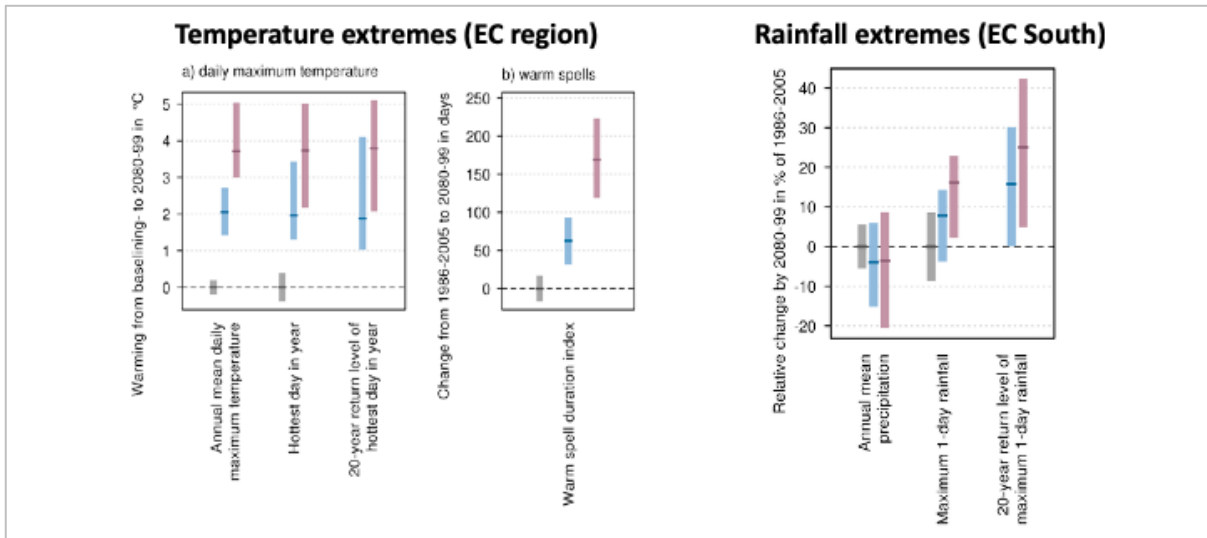 Temperature extremes (EC region)
Rainfall extremes (EC South)
a) daily maximum temperature
b) warm spells
Warming from baselining- to 2080-99 in ºC
5
4
3
2
1
0
Annual mean daily
maximum temperature
Hottest day in year
20-year return level of
hottest day in year
Change from 1986-2005 to 2080-99 in days
250
200
150
100
50
0
Warm spell duration index
Relative change by 2080-99 in % of 1986-2005
40
30
20
10
0
-10
-20
Annual mean
precipitation
Maximum 1-day rainfall
20-year return level of
maximum 1-day rainfall